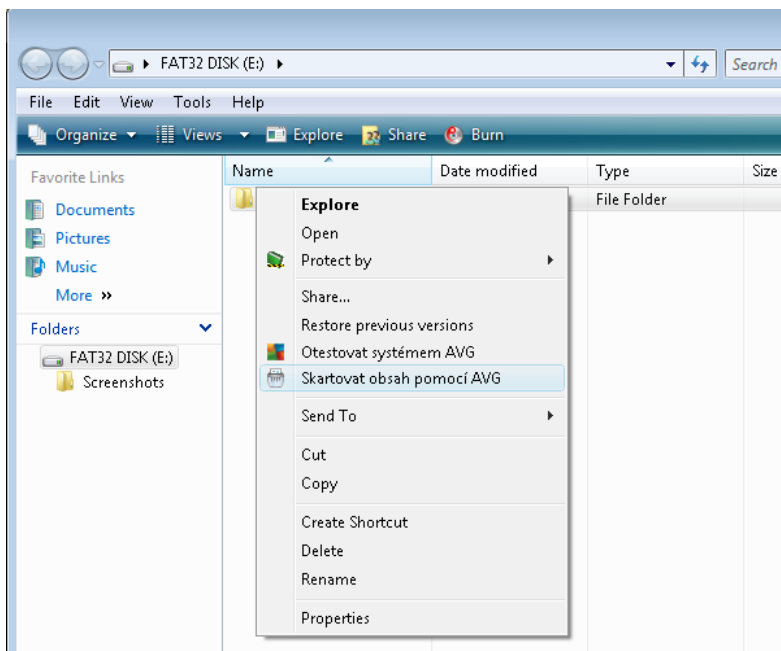 FAT32 DISK (E:)
Search
File Edit View Tools Help
Organize Views Explore Share Burn
Favorite Links
Documents
Pictures
Music
More
Folders
FAT32 DISK (E:)
Screenshots
Name Date modified Type Size
File Folder
Explore
Open
Protect by
Share...
Restore previous versions
Otestovat systémem AVG
Skartovat obsah pomocí AVG
Send To
Cut
Copy
Create Shortcut
Delete
Rename
Properties